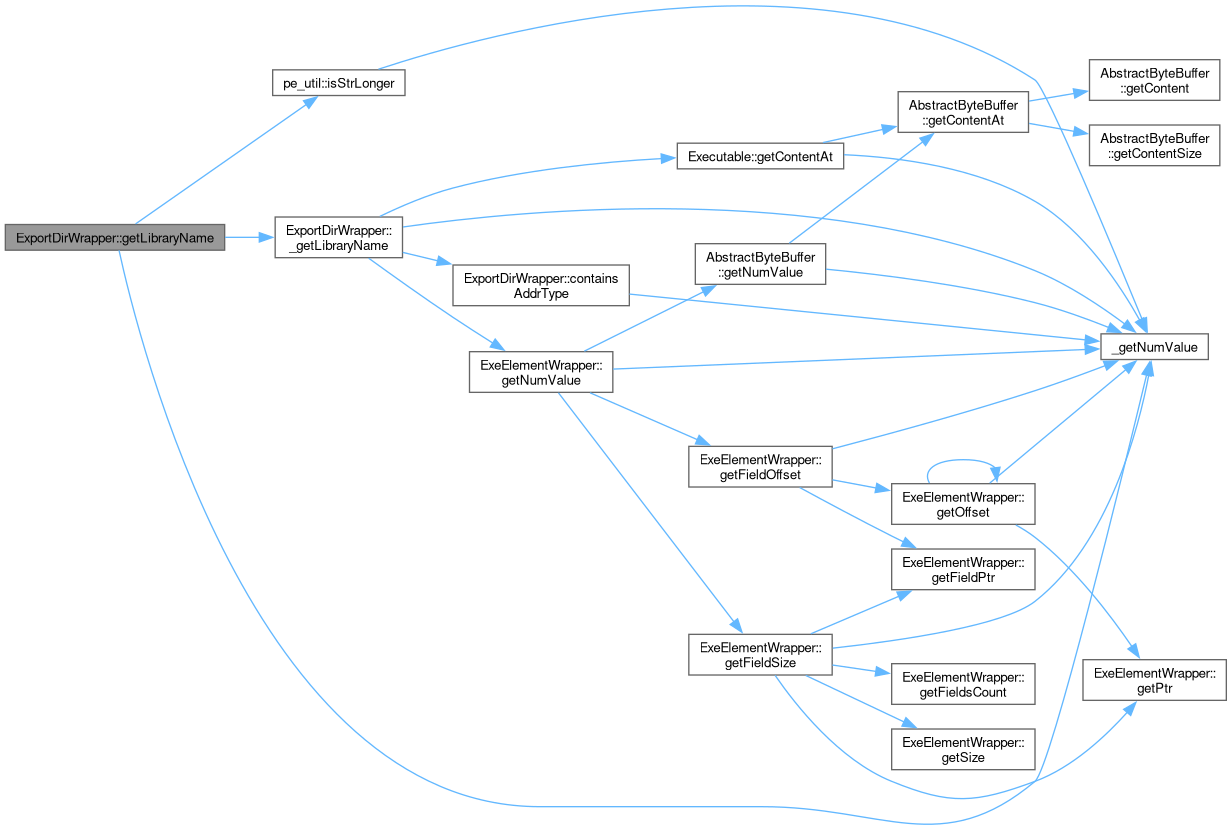 pe_util::isStrLonger
AbstractByteBuffer
::getContent
AbstractByteBuffer
::getContentAt
AbstractByteBuffer
::getContentSize
Executable::getContentAt
ExportDirWrapper::getLibraryName
ExportDirWrapper::
_getLibraryName
AbstractByteBuffer
::getNumValue
ExportDirWrapper::contains
AddrType
_getNumValue
ExeElementWrapper::
getNumValue
ExeElementWrapper::
getFieldOffset
ExeElementWrapper::
getOffset
ExeElementWrapper::
getFieldPtr
ExeElementWrapper::
getFieldSize
ExeElementWrapper::
getFieldsCount
ExeElementWrapper::
getPtr
ExeElementWrapper::
getSize